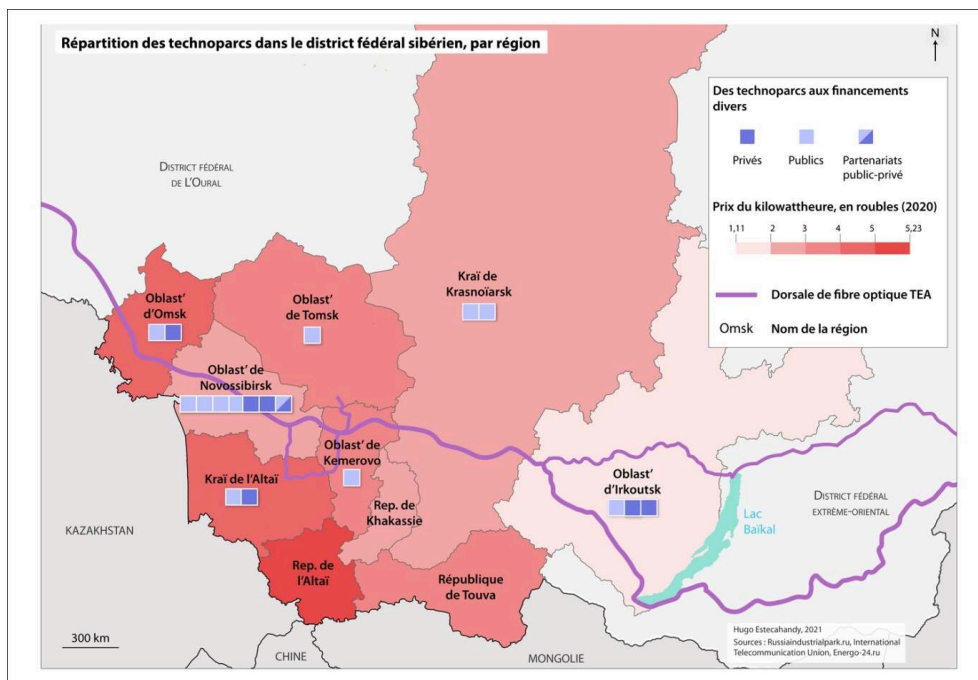 Répartition des technoparcs dans le district fédéral sibérien, par région
N
Des technoparcs aux financements
divers
Privés
Publics
Partenariats
public-privé
Prix du kilowattheure, en roubles (2020)
1,11
2
3
4
5
5,23
Dorsale de fibre optique TEA
Omsk
Nom de la région
District fédéral
de L'Oural
Oblast'
d'Omsk
Oblast'
de Tomsk
Kraï de
Krasnoïarsk
Oblast' de
Novossibirsk
Oblast' de
Kemerovo
Kraï de l'Altaï
Rep. de
Khakassie
Oblast'
d'Irkoutsk
District fédéral
extrême-oriental
Lac
Baïkal
KAZAKHSTAN
Rep. de
l'Altaï
République
de Touva
300 km
CHINE
MONGOLIE
Hugo Estecahandy, 2021
Sources : Russiaindustrialpark.ru, International
Telecommunication Union, Energo-24.ru